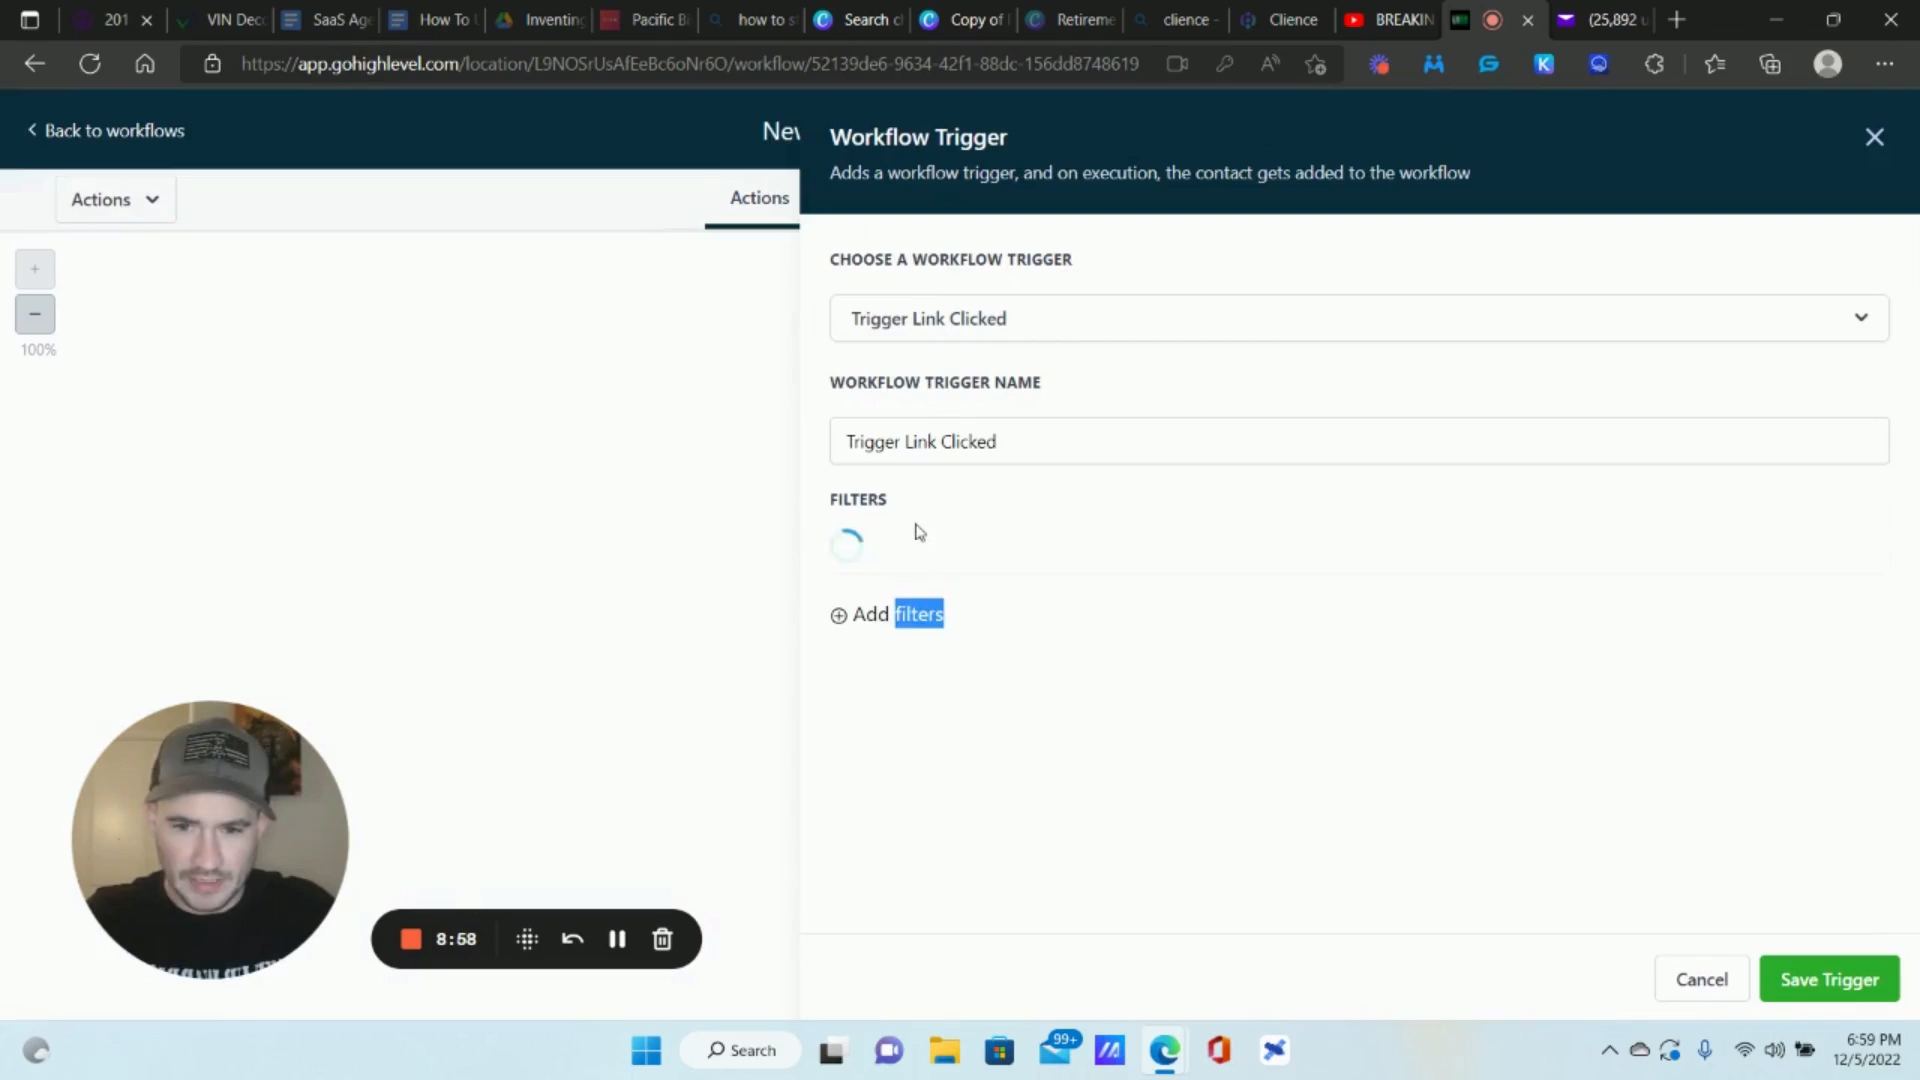 201
VIN Dec
SaaS Age
How To
Inventing
Pacific B
how to s
Search c
Copy of
Retireme
clience -
Clience
BREAKIN
(25,892 u
https://app.gohighlevel.com/location/L9NOSrUsAfEeBc6oNr6O/workflow/52139de6-9634-42f1-88dc-156dd8748619
Back to workflows
New
Actions
Actions
+
−
100%
Workflow Trigger
Adds a workflow trigger, and on execution, the contact gets added to the workflow
CHOOSE A WORKFLOW TRIGGER
Trigger Link Clicked
WORKFLOW TRIGGER NAME
Trigger Link Clicked
FILTERS
Add filters
8:58
Cancel
Save Trigger
Search
99+
6:59 PM
12/5/2022